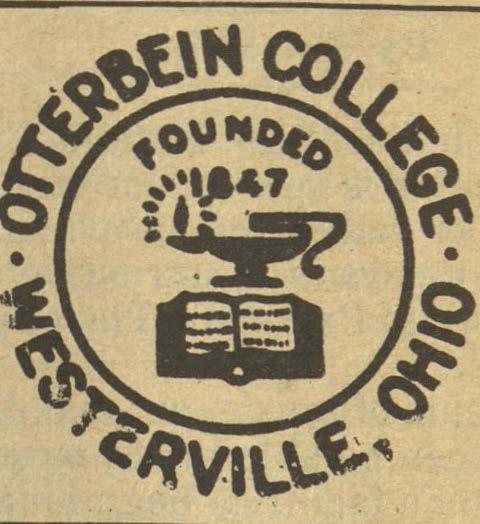 · OTTERBEIN COLLEGE ·
WESTERVILLE, OHIO
FOUNDED
1847